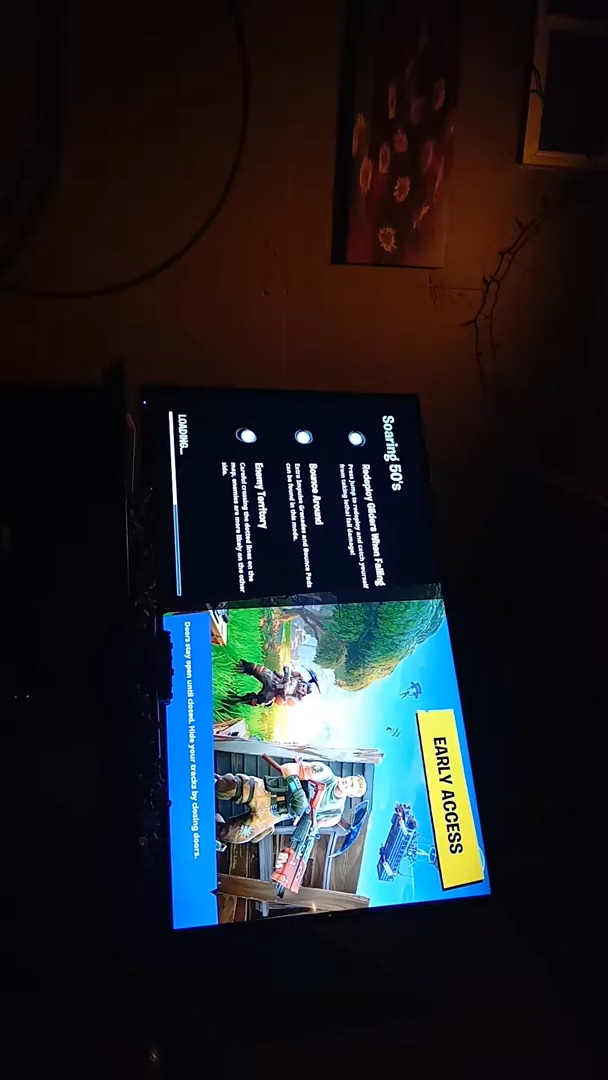 Soaring 50's
Redeploy Gliders When Falling
Press Jump to redeploy and catch yourself
from taking lethal fall damage!
Bounce Around
Extra Impulse Grenades and Bounce Pads
can be found in this mode.
Enemy Territory
Careful crossing the dotted lines on the
map, enemies are more likely on the other
side.
LOADING...
EARLY ACCESS
Doors stay open until closed. Hide your tracks by closing doors.